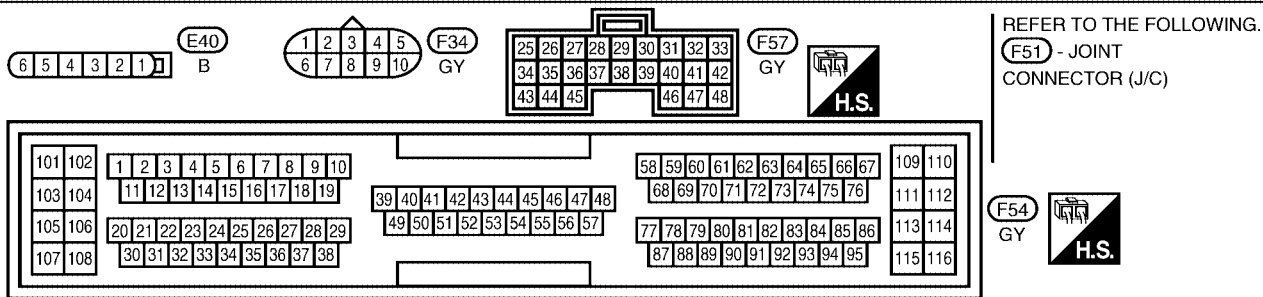 REFER TO THE FOLLOWING.
F51 - JOINT
CONNECTOR (J/C)
6 5 4 3 2 1
E40
B
1 2 3 4 5
6 7 8 9 10
F34
GY
25 26 27 28 29 30 31 32 33
34 35 36 37 38 39 40 41 42
43 44 45 46 47 48
F57
GY
H.S.
101 102
103 104
105 106
107 108
1 2 3 4 5 6 7 8 9 10
11 12 13 14 15 16 17 18 19
20 21 22 23 24 25 26 27 28 29
30 31 32 33 34 35 36 37 38
39 40 41 42 43 44 45 46 47 48
49 50 51 52 53 54 55 56 57
58 59 60 61 62 63 64 65 66 67
68 69 70 71 72 73 74 75 76
77 78 79 80 81 82 83 84 85 86
87 88 89 90 91 92 93 94 95
109 110
111 112
113 114
115 116
F54
GY
H.S.